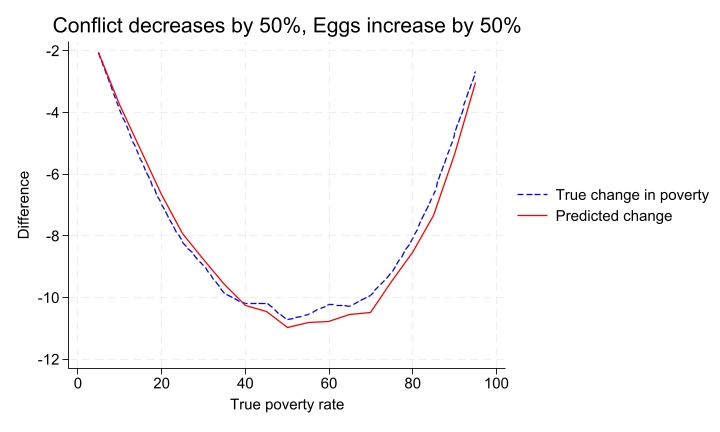 Conflict decreases by 50%, Eggs increase by 50%
-2
-4
-6
-8
-10
-12
Difference
0 20 40 60 80 100
True poverty rate
True change in poverty
Predicted change